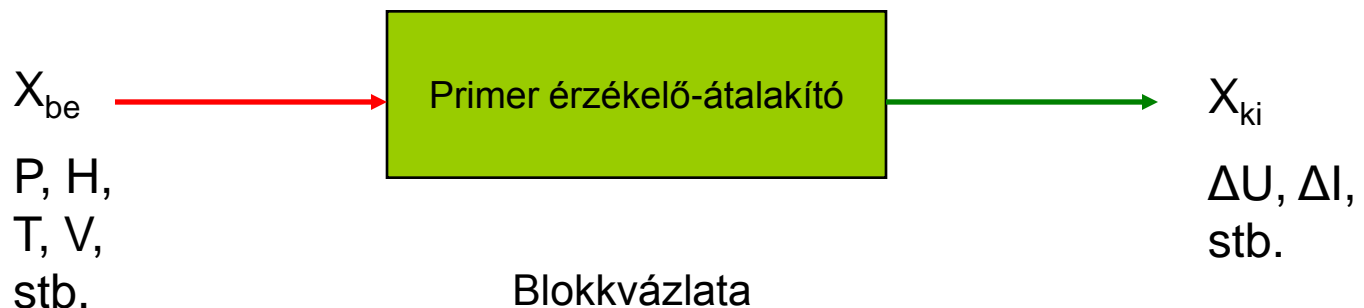 X_be
P, H,
T, V,
stb.
Primer érzékelő-átalakító
Blokkvázlata
X_ki
ΔU, ΔI,
stb.